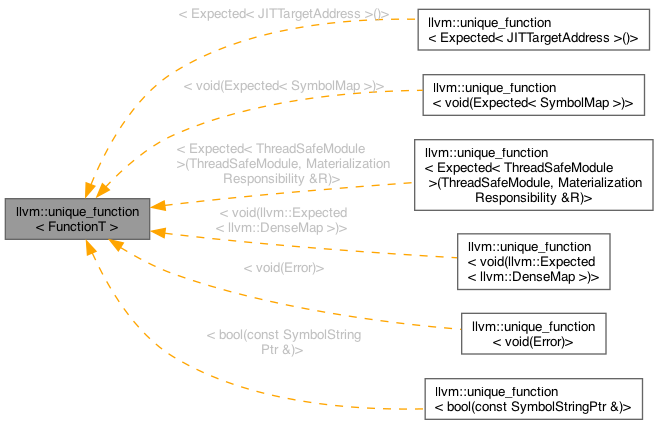 < Expected< JITTargetAddress >()>
llvm::unique_function
< Expected< JITTargetAddress >()>
< void(Expected< SymbolMap >)>
llvm::unique_function
< void(Expected< SymbolMap >)>
< Expected< ThreadSafeModule
>(ThreadSafeModule, Materialization
Responsibility &R)>
llvm::unique_function
< Expected< ThreadSafeModule
>(ThreadSafeModule, Materialization
Responsibility &R)>
llvm::unique_function
< FunctionT >
< void(llvm::Expected
< llvm::DenseMap >)>
llvm::unique_function
< void(llvm::Expected
< llvm::DenseMap >)>
< void(Error)>
llvm::unique_function
< void(Error)>
< bool(const SymbolString
Ptr &)>
llvm::unique_function
< bool(const SymbolStringPtr &)>